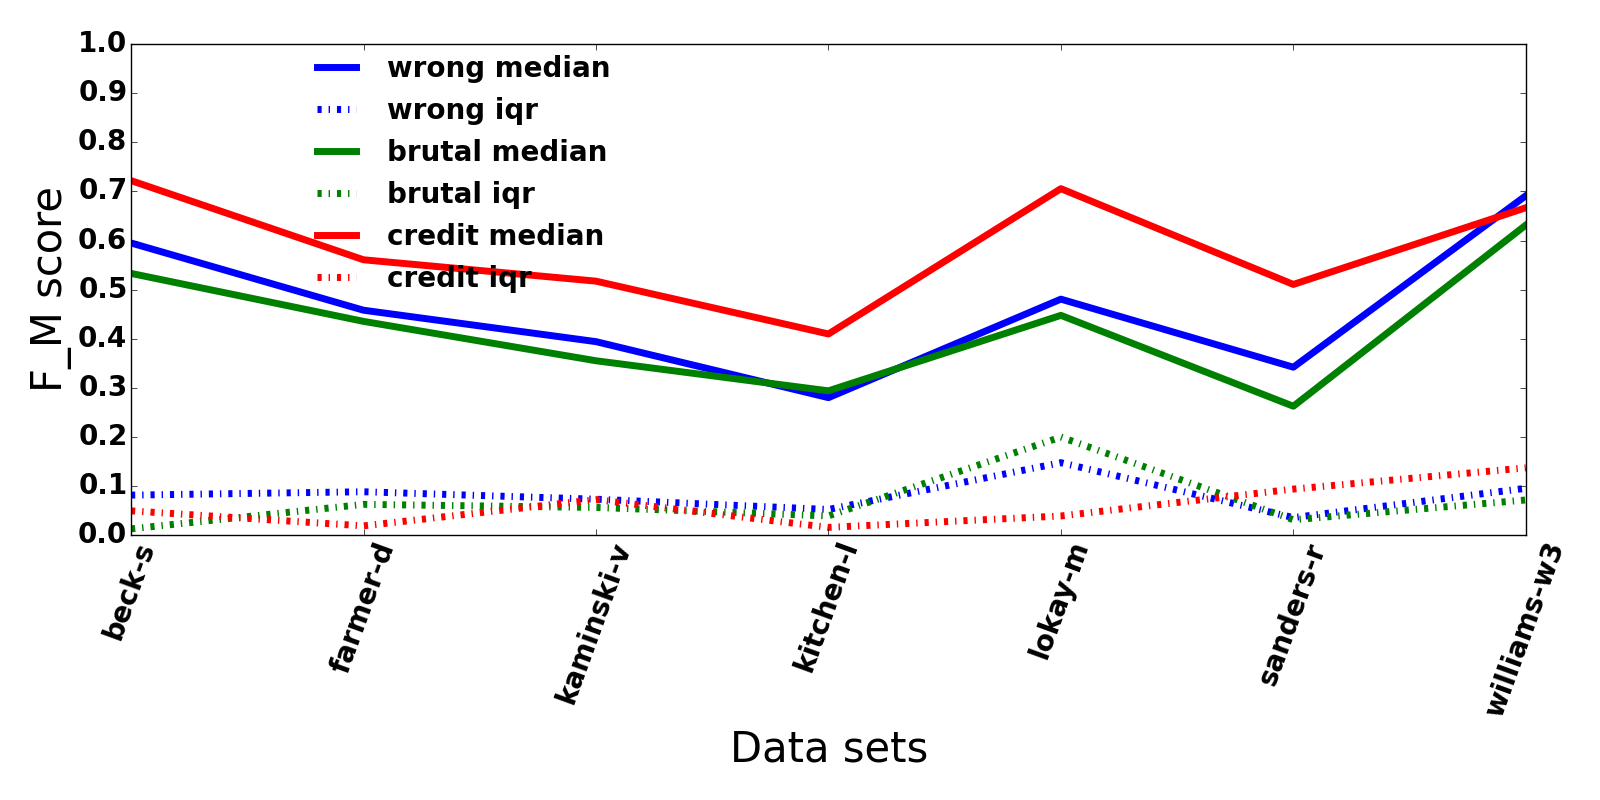 1.0
0.9
0.8
0.7
0.6
0.5
0.4
0.3
0.2
0.1
0.0
F_M score
wrong median
wrong iqr
brutal median
brutal iqr
credit median
credit iqr
beck-s
farmer-d
kaminski-v
kitchen-l
lokay-m
sanders-r
williams-w3
Data sets